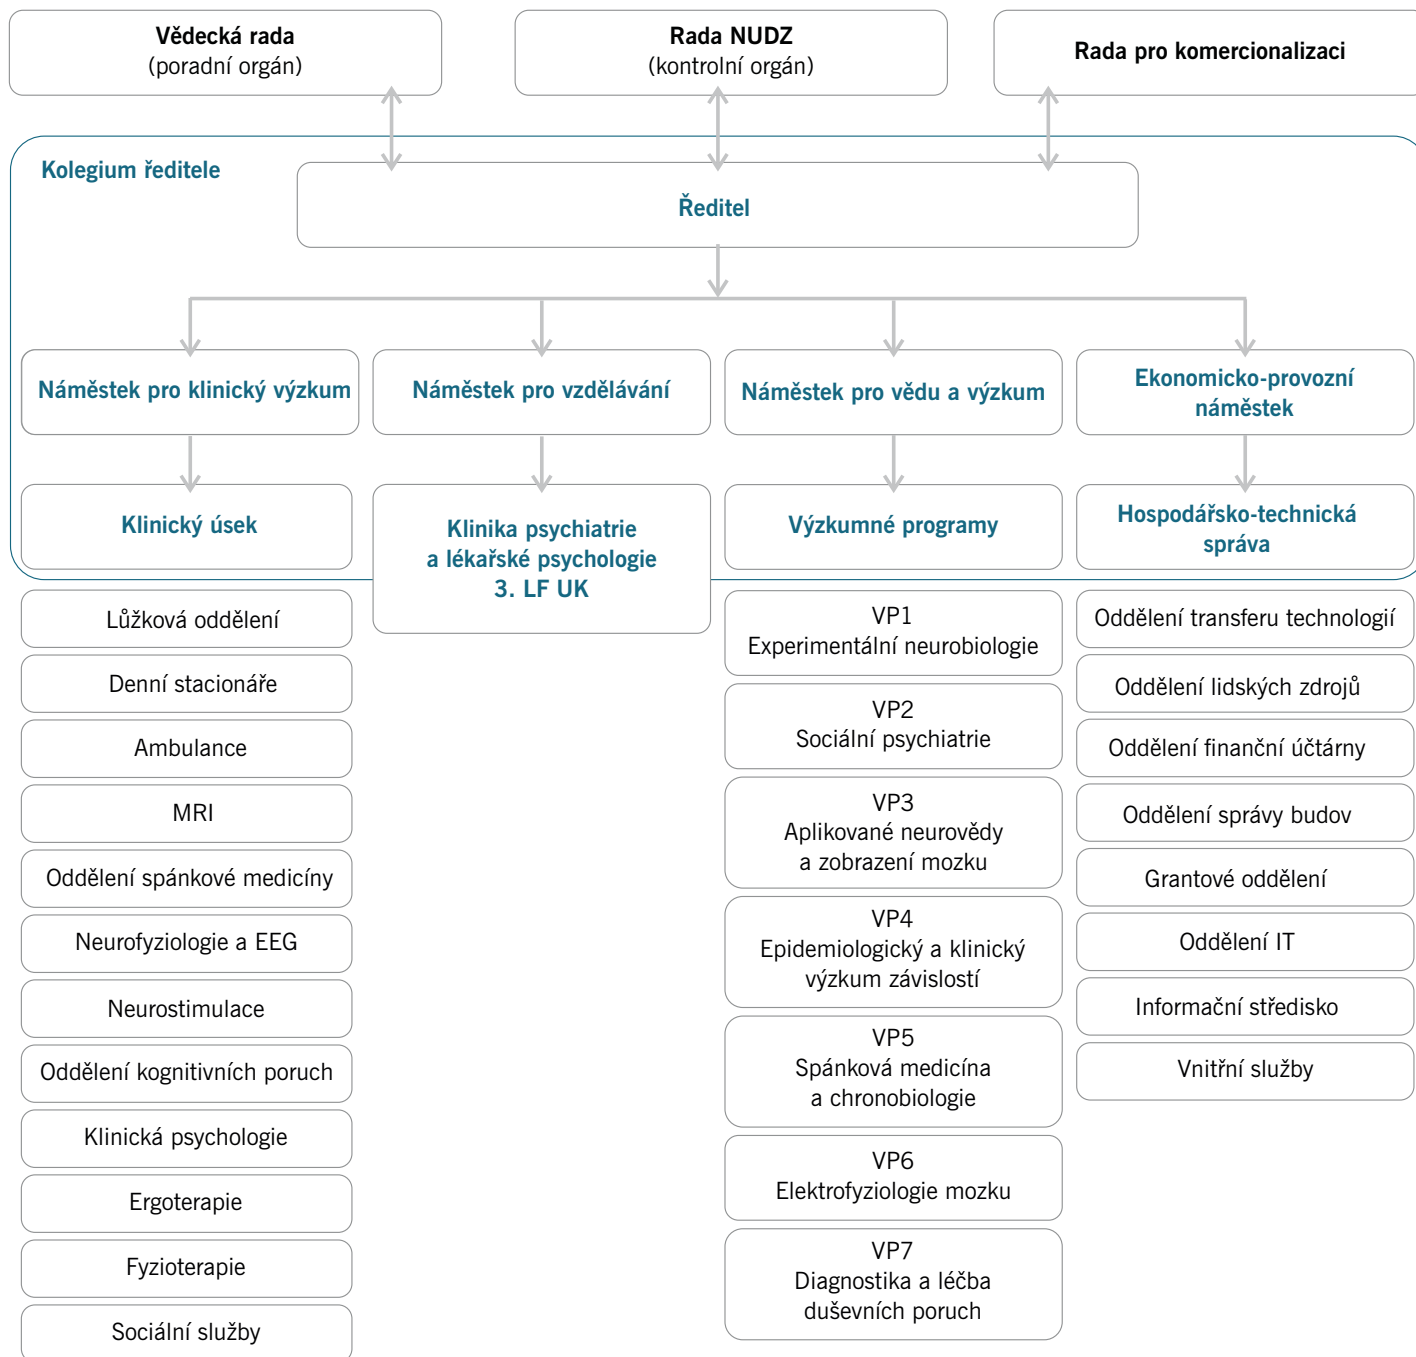 Vědecká rada
(poradní orgán)
Rada NUDZ
(kontrolní orgán)
Rada pro komercionalizaci
Kolegium ředitele
Ředitel
Náměstek pro klinický výzkum
Náměstek pro vzdělávání
Náměstek pro vědu a výzkum
Ekonomicko-provozní
náměstek
Klinický úsek
Klinika psychiatrie
a lékařské psychologie
3. LF UK
Výzkumné programy
Hospodářsko-technická
správa
Lůžková oddělení
Denní stacionáře
Ambulance
MRI
Oddělení spánkové medicíny
Neurofyziologie a EEG
Neurostimulace
Oddělení kognitivních poruch
Klinická psychologie
Ergoterapie
Fyzioterapie
Sociální služby
VP1
Experimentální neurobiologie
VP2
Sociální psychiatrie
VP3
Aplikované neurovědy
a zobrazení mozku
VP4
Epidemiologický a klinický
výzkum závislostí
VP5
Spánková medicína
a chronobiologie
VP6
Elektrofyziologie mozku
VP7
Diagnostika a léčba
duševních poruch
Oddělení transferu technologií
Oddělení lidských zdrojů
Oddělení finanční účtárny
Oddělení správy budov
Grantové oddělení
Oddělení IT
Informační středisko
Vnitřní služby